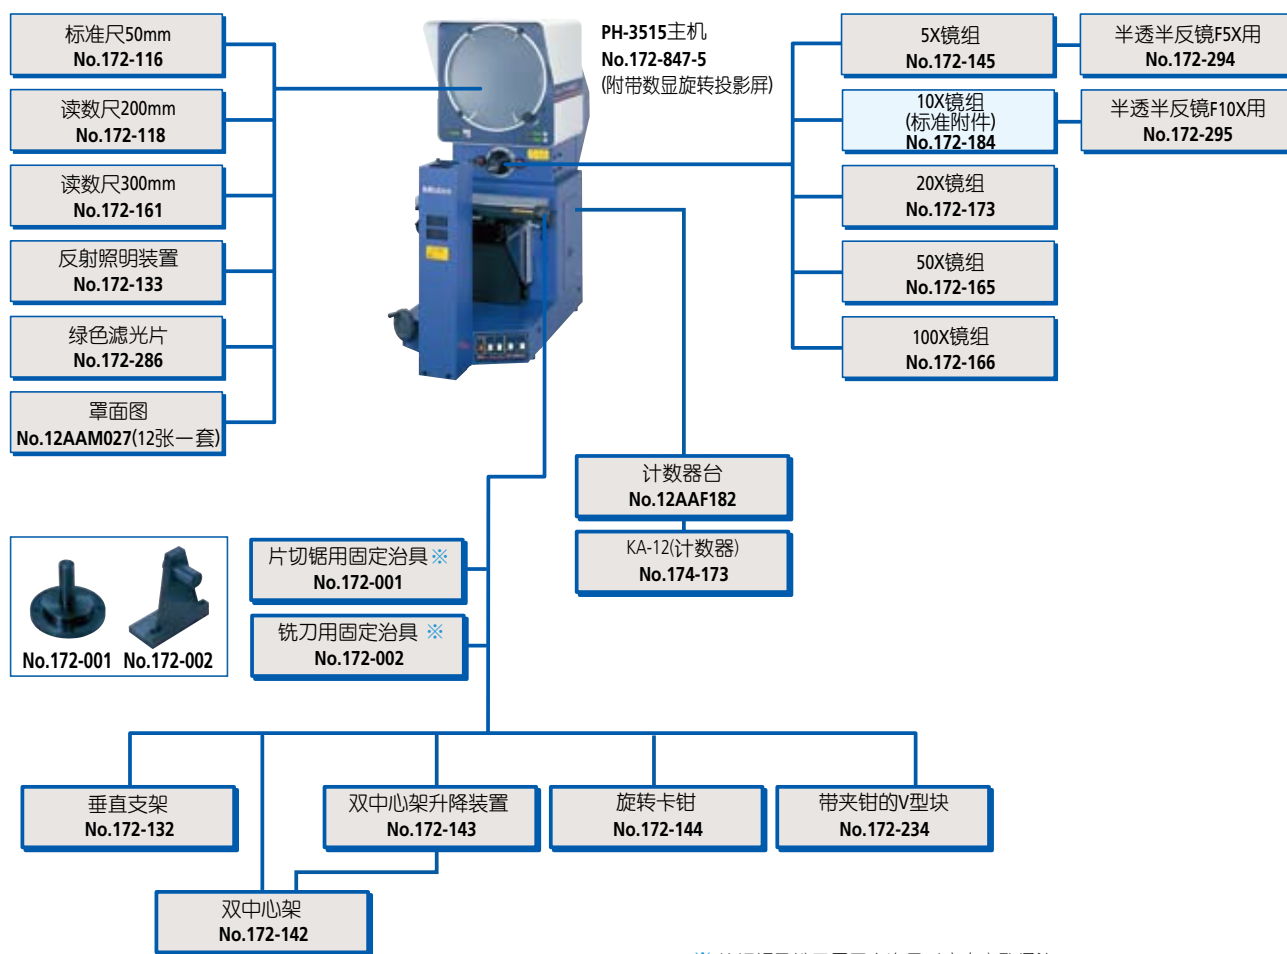 标准尺50mm
No.172-116
读数尺200mm
No.172-118
读数尺300mm
No.172-161
反射照明装置
No.172-133
绿色滤光片
No.172-286
罩面图
No.12AAM027(12张一套)
PH-3515主机
No.172-847-5
(附带数显旋转投影屏)
Mitutoyo
5X镜组
No.172-145
半透半反镜F5X用
No.172-294
10X镜组
(标准附件)
No.172-184
半透半反镜F10X用
No.172-295
20X镜组
No.172-173
50X镜组
No.172-165
100X镜组
No.172-166
计数器台
No.12AAF182
KA-12(计数器)
No.174-173
No.172-001 No.172-002
片切锯用固定治具※
No.172-001
铣刀用固定治具 ※
No.172-002
垂直支架
No.172-132
双中心架升降装置
No.172-143
旋转卡钳
No.172-144
带夹钳的V型块
No.172-234
双中心架
No.172-142